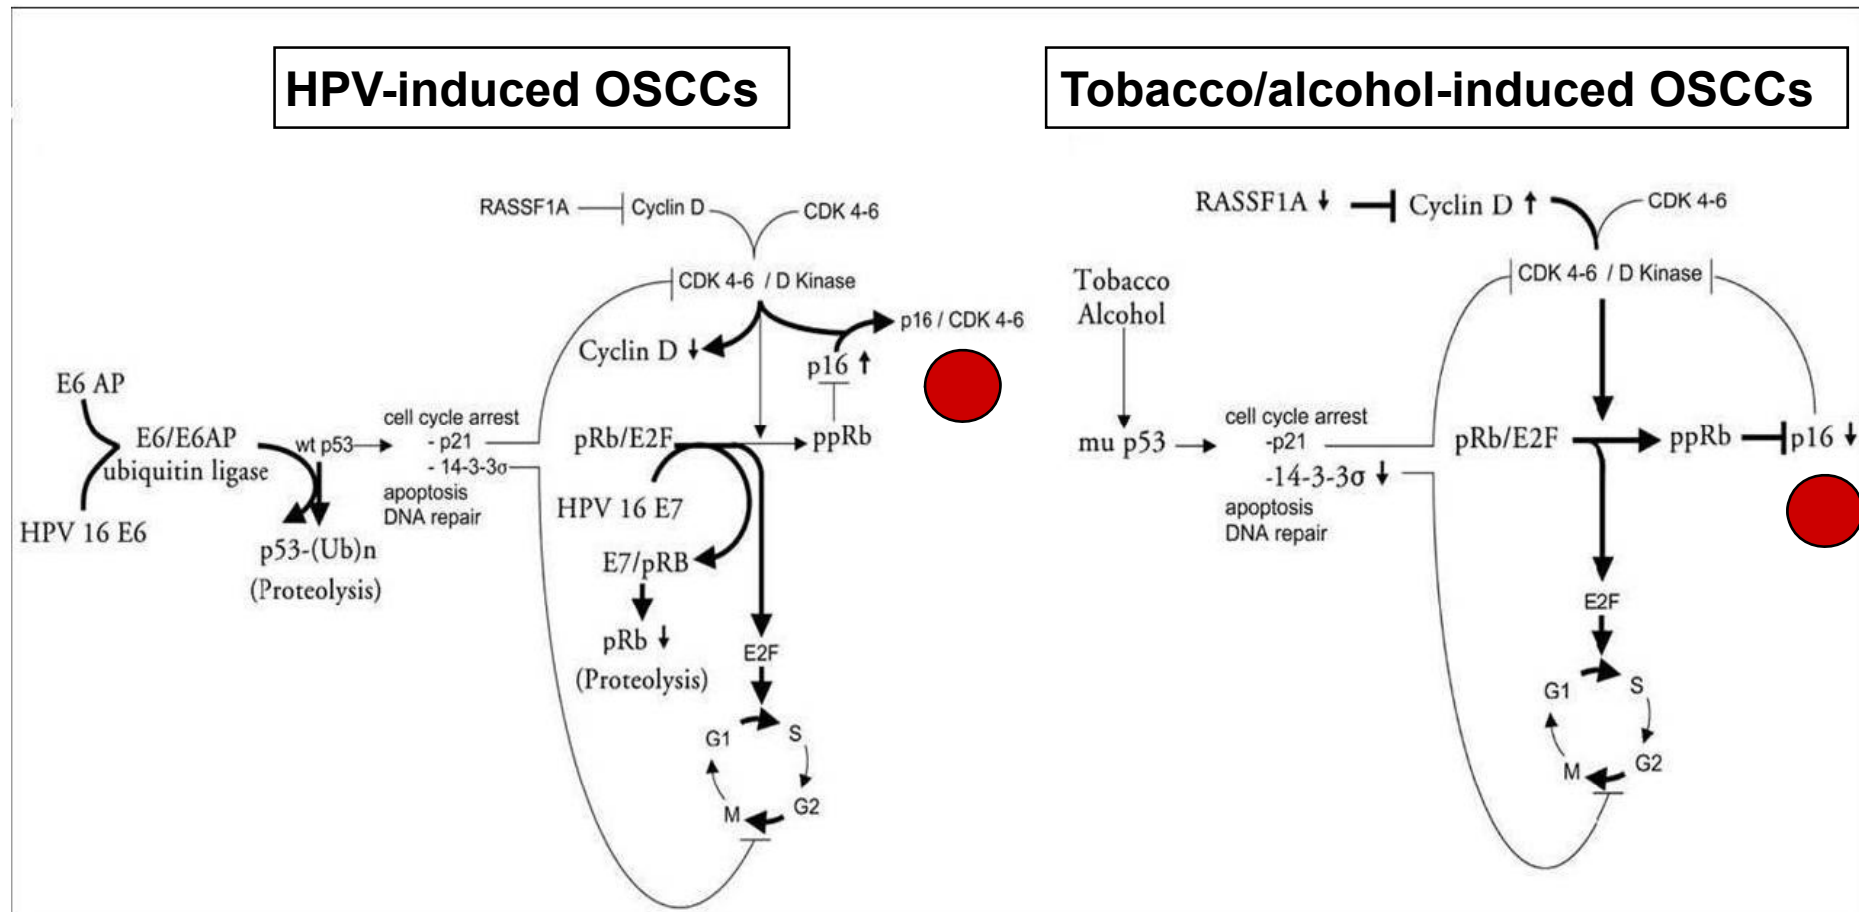 HPV-induced OSCCs
RASSF1A
Cyclin D
CDK 4-6
CDK 4-6 / D Kinase
p16 / CDK 4-6
Cyclin D ↓
p16 ↑
E6 AP
E6/E6AP
ubiquitin ligase
HPV 16 E6
wt p53
p53-(Ub)n
(Proteolysis)
cell cycle arrest
- p21
- 14-3-3σ
apoptosis
DNA repair
pRb/E2F
ppRb
HPV 16 E7
E7/pRB
pRb ↓
(Proteolysis)
E2F
G1
S
G2
M
Tobacco/alcohol-induced OSCCs
RASSF1A ↓
Cyclin D ↑
CDK 4-6
CDK 4-6 / D Kinase
Tobacco
Alcohol
mu p53
cell cycle arrest
-p21
-14-3-3σ ↓
apoptosis
DNA repair
pRb/E2F
ppRb
p16 ↓
E2F
G1
S
G2
M